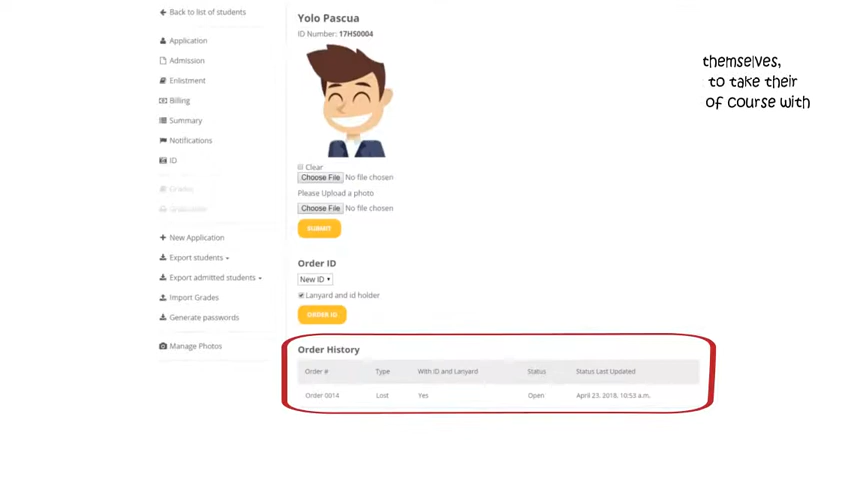 Back to list of students
Application
Admission
Enlistment
Billing
Summary
Notifications
ID
Grades
New Application
Export students
Export admitted students
Import Grades
Generate passwords
Manage Photos
Yolo Pascua
ID Number: 17HS0004
Clear
Choose File No file chosen
Please Upload a photo
Choose File No file chosen
SUBMIT
Order ID
New ID
Lanyard and id holder
ORDER ID
Order History
Order # Type With ID and Lanyard Status Status Last Updated
Order 0014 Lost Yes Open April 23, 2018, 10:53 a.m.
themselves,
to take their
of course with